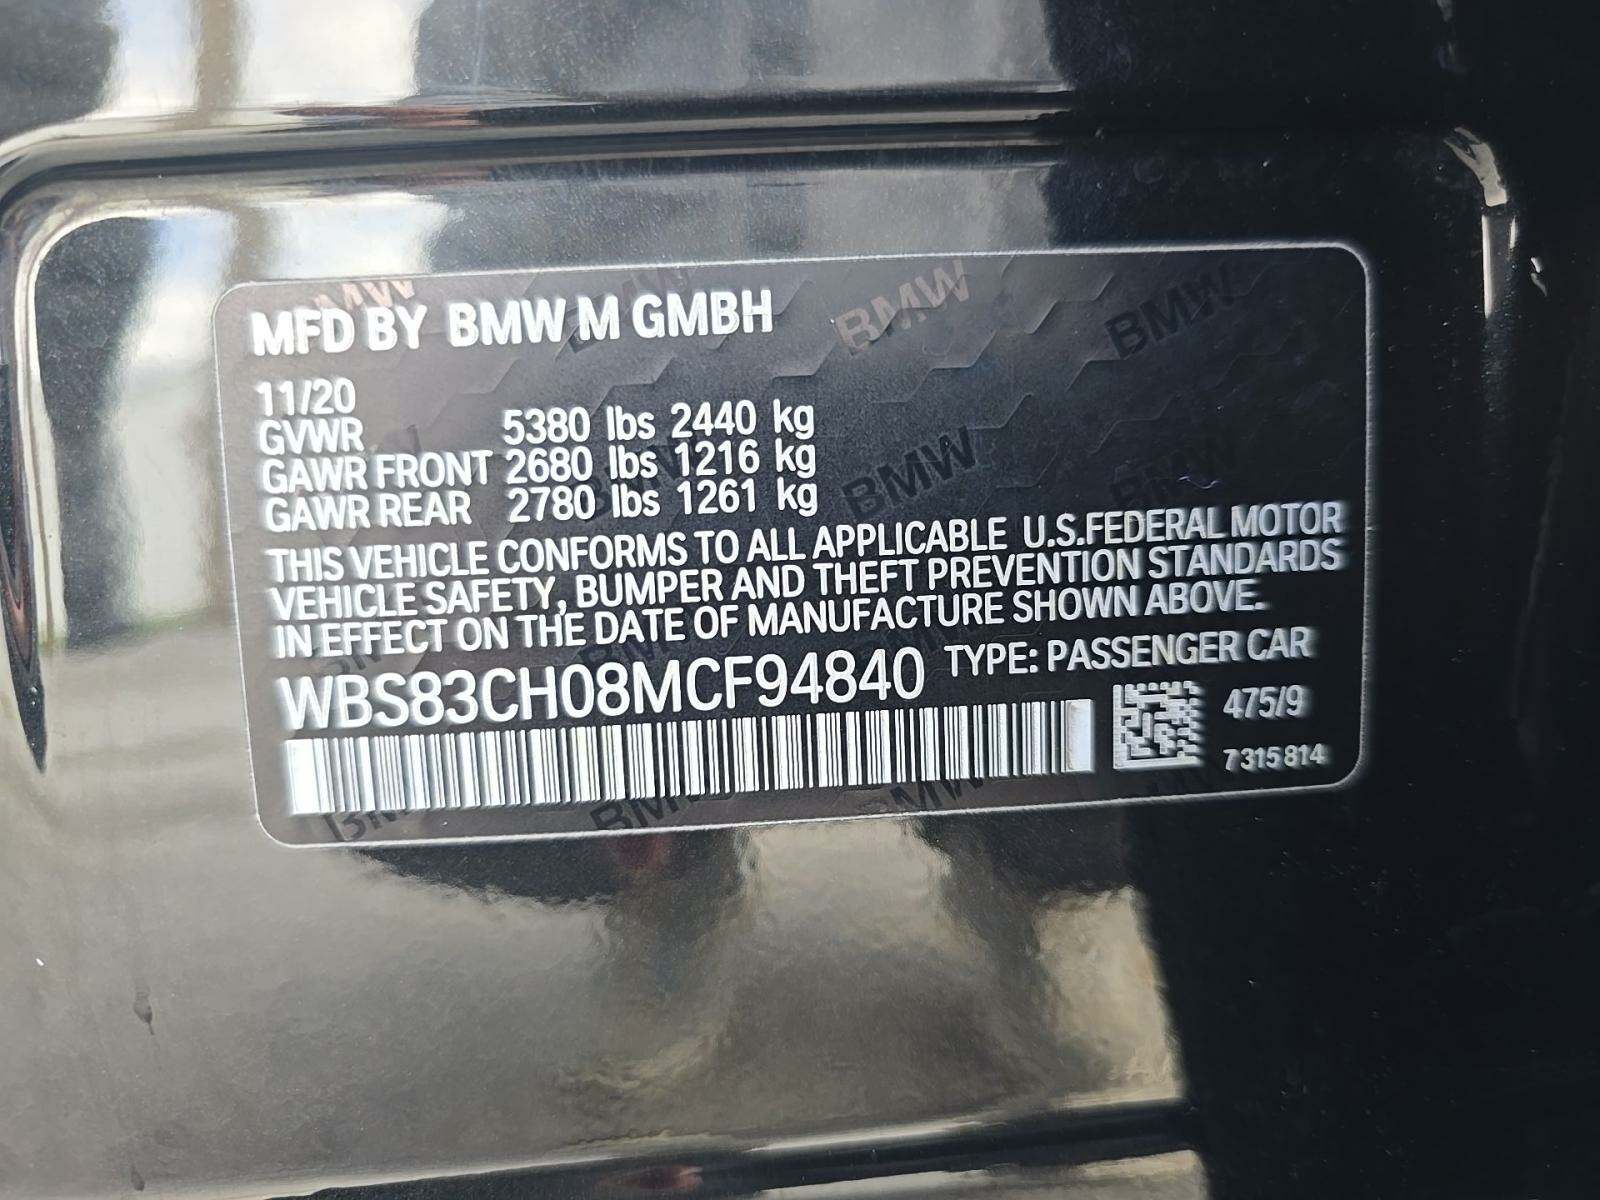 MFD BY BMW M GMBH
11/20
GVWR 5380 lbs 2440 kg
GAWR FRONT 2680 lbs 1216 kg
GAWR REAR 2780 lbs 1261 kg
THIS VEHICLE CONFORMS TO ALL APPLICABLE U.S.FEDERAL MOTOR
VEHICLE SAFETY, BUMPER AND THEFT PREVENTION STANDARDS
IN EFFECT ON THE DATE OF MANUFACTURE SHOWN ABOVE.
WBS83CH08MCF94840 TYPE: PASSENGER CAR
475/9
7315814